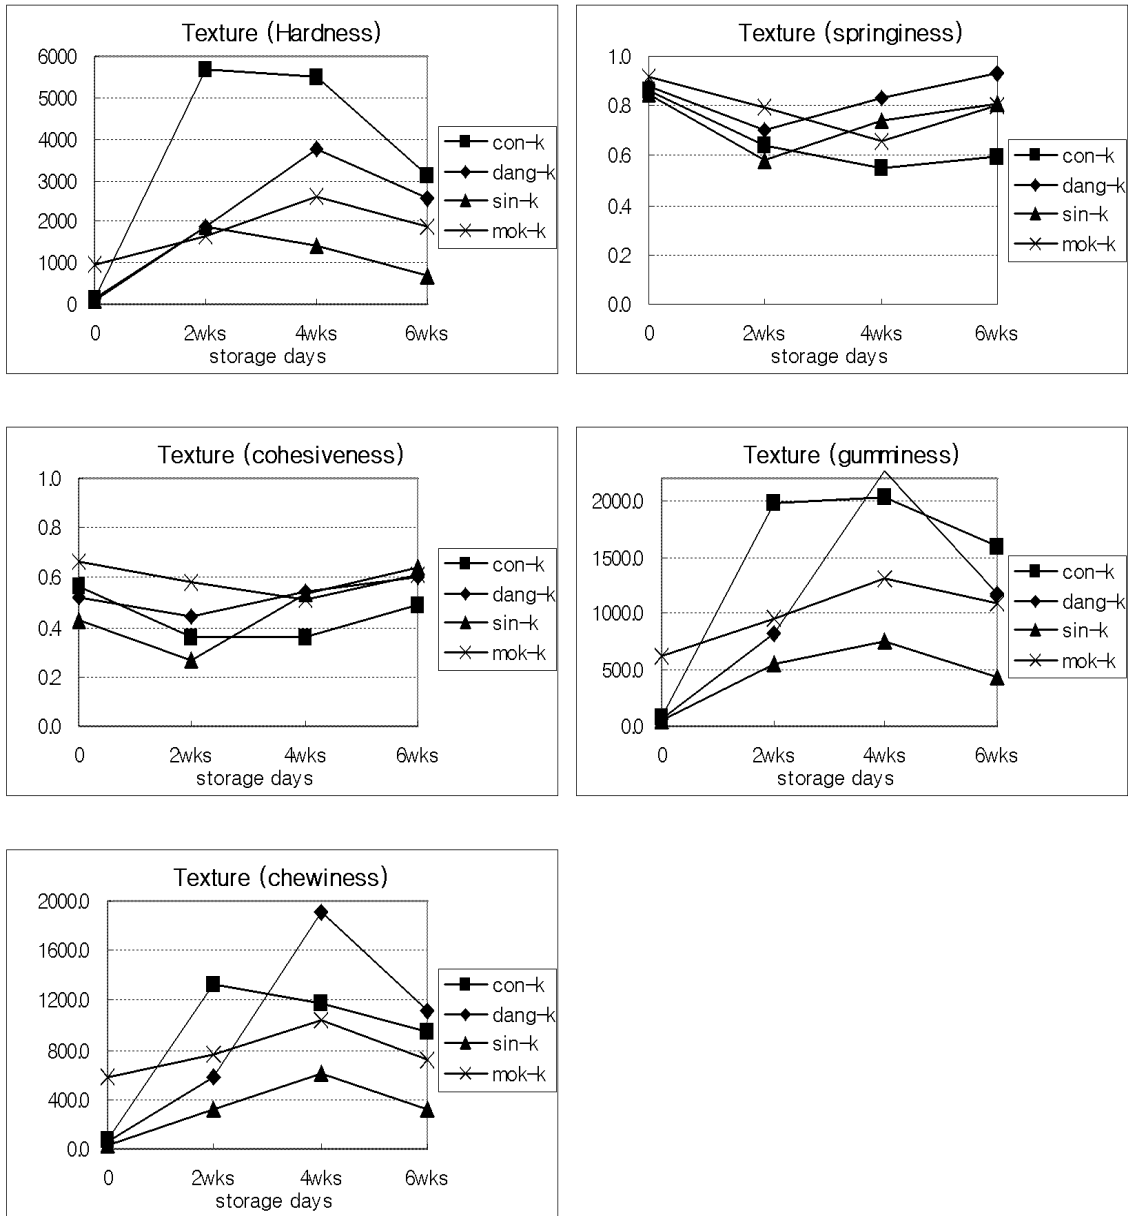 Texture (Hardness)
6000
5000
4000
3000
2000
1000
0
0 2wks 4wks 6wks
storage days
con-k
dang-k
sin-k
mok-k
Texture (springiness)
1.0
0.8
0.6
0.4
0.2
0.0
0 2wks 4wks 6wks
storage days
con-k
dang-k
sin-k
mok-k
Texture (cohesiveness)
1.0
0.8
0.6
0.4
0.2
0.0
0 2wks 4wks 6wks
storage days
con-k
dang-k
sin-k
mok-k
Texture (gumminess)
2000.0
1500.0
1000.0
500.0
0.0
0 2wks 4wks 6wks
storage days
con-k
dang-k
sin-k
mok-k
Texture (chewiness)
2000.0
1600.0
1200.0
800.0
400.0
0.0
0 2wks 4wks 6wks
storage days
con-k
dang-k
sin-k
mok-k